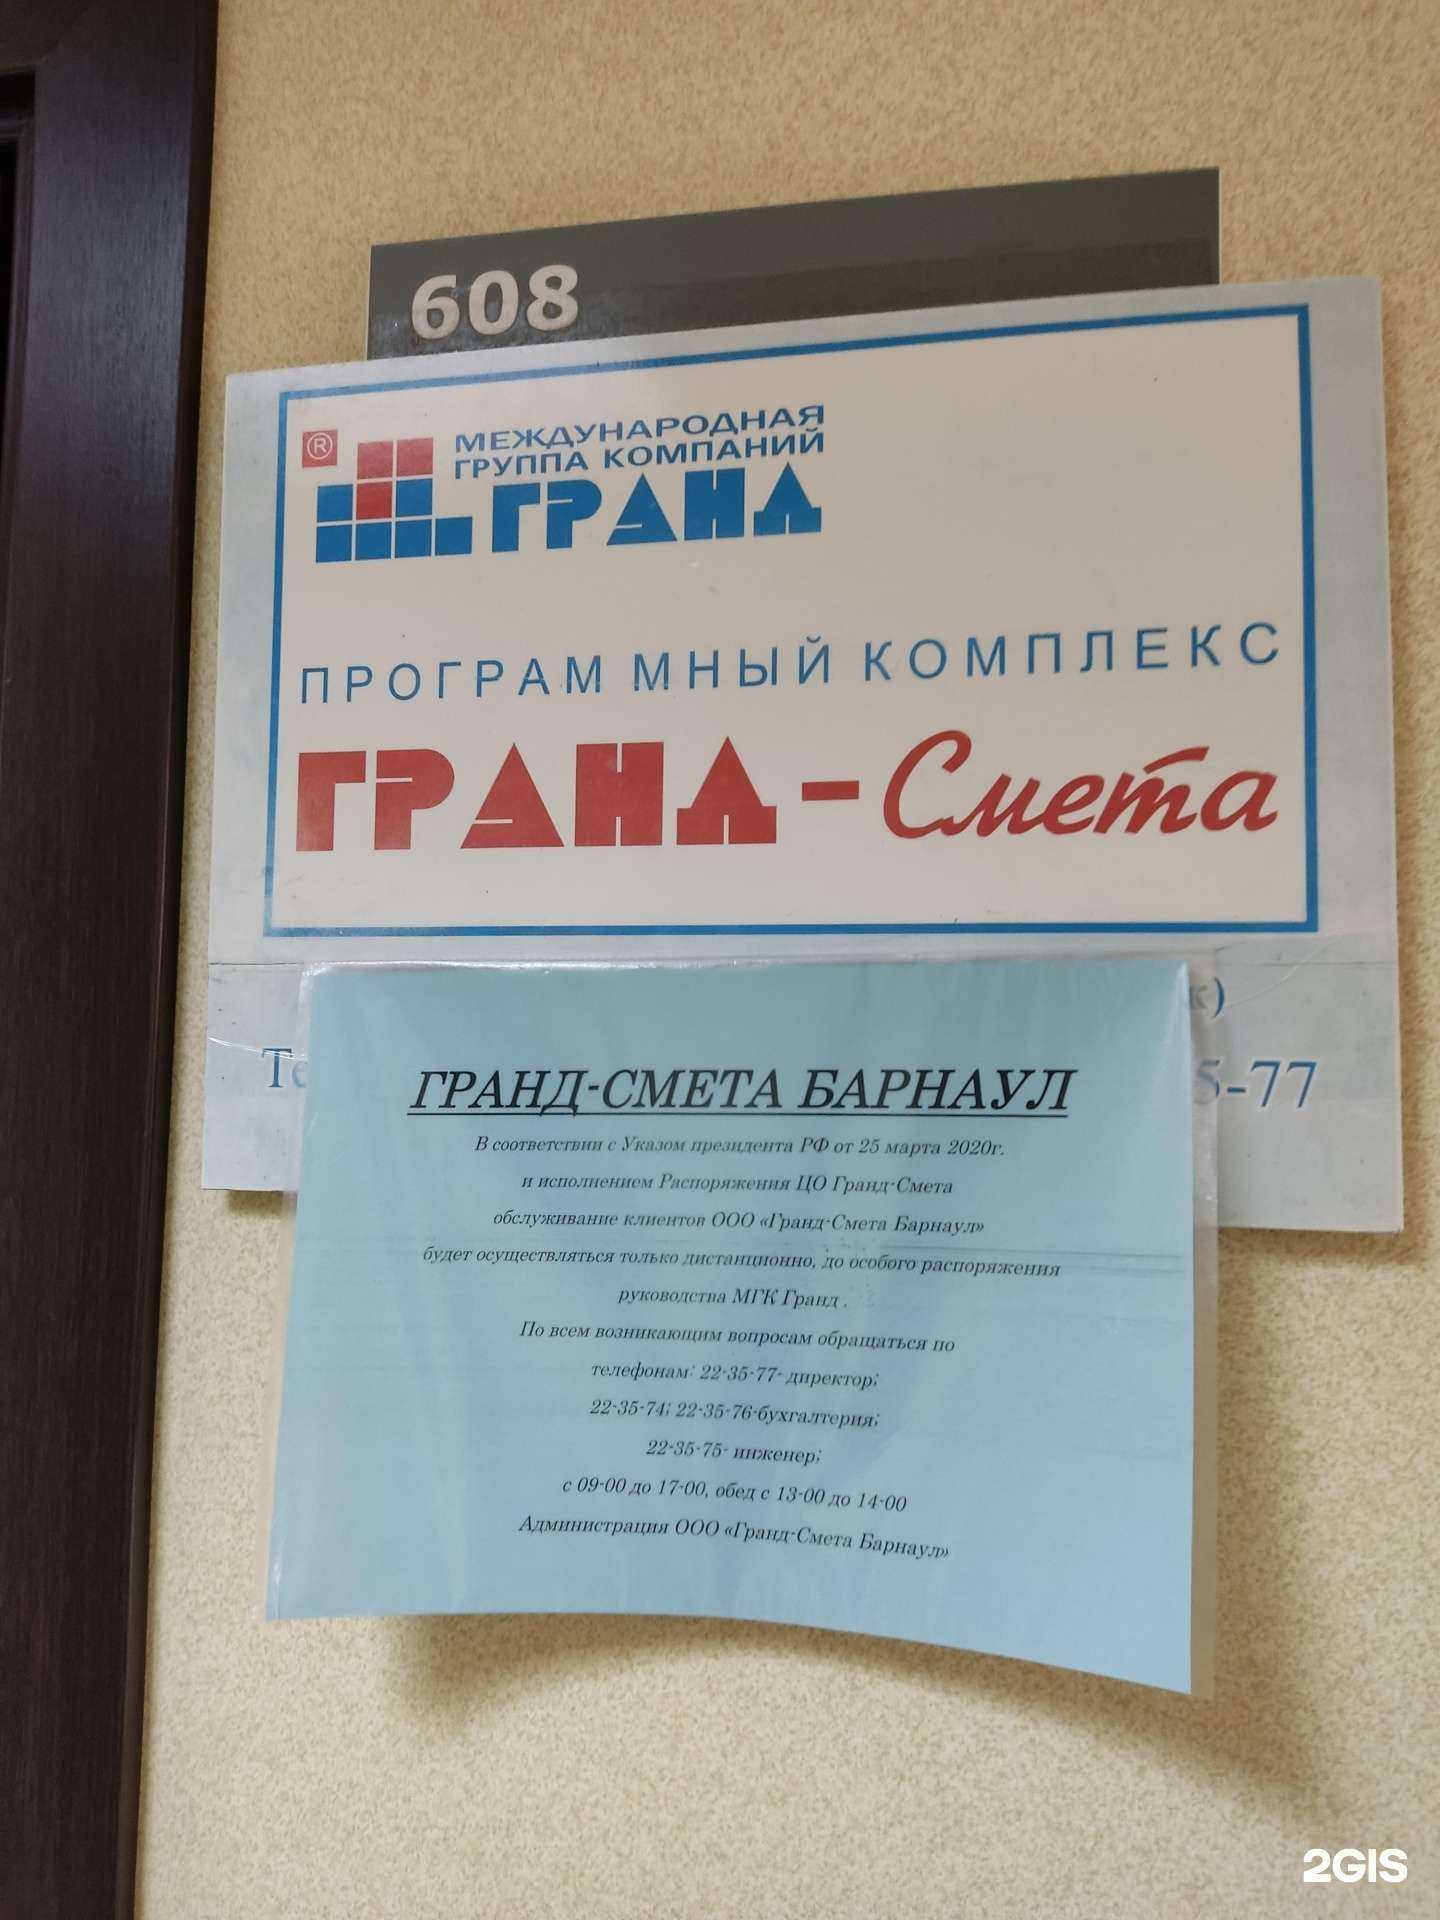 608
®
МЕЖДУНАРОДНАЯ
ГРУППА КОМПАНИЙ
ГРАНД
ПРОГРАММНЫЙ КОМПЛЕКС
ГРАНД-Смета
к)
Те
5-77
ГРАНД-СМЕТА БАРНАУЛ
В соответствии с Указом президента РФ от 25 марта 2020г.
и исполнением Распоряжения ЦО Гранд-Смета
обслуживание клиентов ООО «Гранд-Смета Барнаул»
будет осуществляться только дистанционно, до особого распоряжения
руководства МГК Гранд .
По всем возникающим вопросам обращаться по
телефонам: 22-35-77- директор;
22-35-74; 22-35-76-бухгалтерия;
22-35-75- инженер;
с 09-00 до 17-00, обед с 13-00 до 14-00
Администрация ООО «Гранд-Смета Барнаул»
2GIS